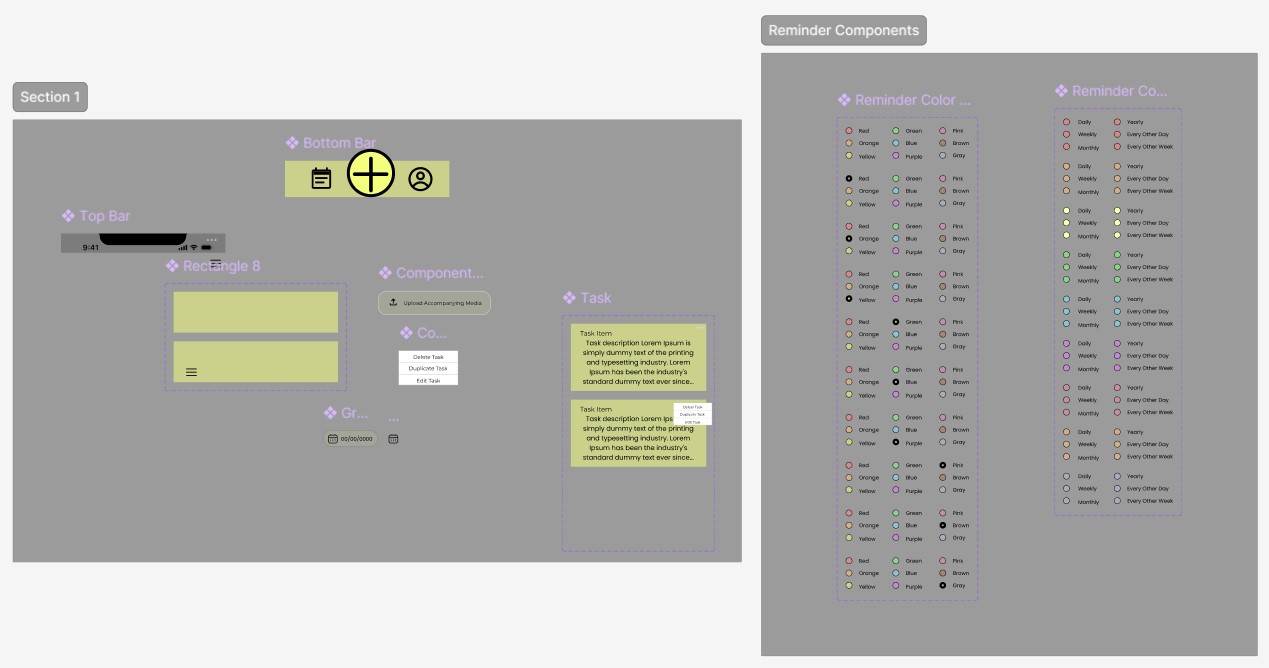 Section 1
Bottom Bar
Top Bar
9:41
Rectangle 8
Component...
Upload Accompanying Media
Co...
Delete Task
Duplicate Task
Edit Task
Gr...
...
00/00/0000
Task
Task Item
Task description Lorem Ipsum is
simply dummy text of the printing
and typesetting industry. Lorem
Ipsum has been the industry's
standard dummy text ever since...
Task Item
Delete Task
Duplicate Task
Edit Task
Task description Lorem Ips
simply dummy text of the printing
and typesetting industry. Lorem
Ipsum has been the industry's
standard dummy text ever since...
Reminder Components
Reminder Color ...
Red Green Pink
Orange Blue Brown
Yellow Purple Gray
Red Green Pink
Orange Blue Brown
Yellow Purple Gray
Red Green Pink
Orange Blue Brown
Yellow Purple Gray
Red Green Pink
Orange Blue Brown
Yellow Purple Gray
Red Green Pink
Orange Blue Brown
Yellow Purple Gray
Red Green Pink
Orange Blue Brown
Yellow Purple Gray
Red Green Pink
Orange Blue Brown
Yellow Purple Gray
Red Green Pink
Orange Blue Brown
Yellow Purple Gray
Red Green Pink
Orange Blue Brown
Yellow Purple Gray
Red Green Pink
Orange Blue Brown
Yellow Purple Gray
Reminder Co...
Daily Yearly
Weekly Every Other Day
Monthly Every Other Week
Daily Yearly
Weekly Every Other Day
Monthly Every Other Week
Daily Yearly
Weekly Every Other Day
Monthly Every Other Week
Daily Yearly
Weekly Every Other Day
Monthly Every Other Week
Daily Yearly
Weekly Every Other Day
Monthly Every Other Week
Daily Yearly
Weekly Every Other Day
Monthly Every Other Week
Daily Yearly
Weekly Every Other Day
Monthly Every Other Week
Daily Yearly
Weekly Every Other Day
Monthly Every Other Week
Daily Yearly
Weekly Every Other Day
Monthly Every Other Week